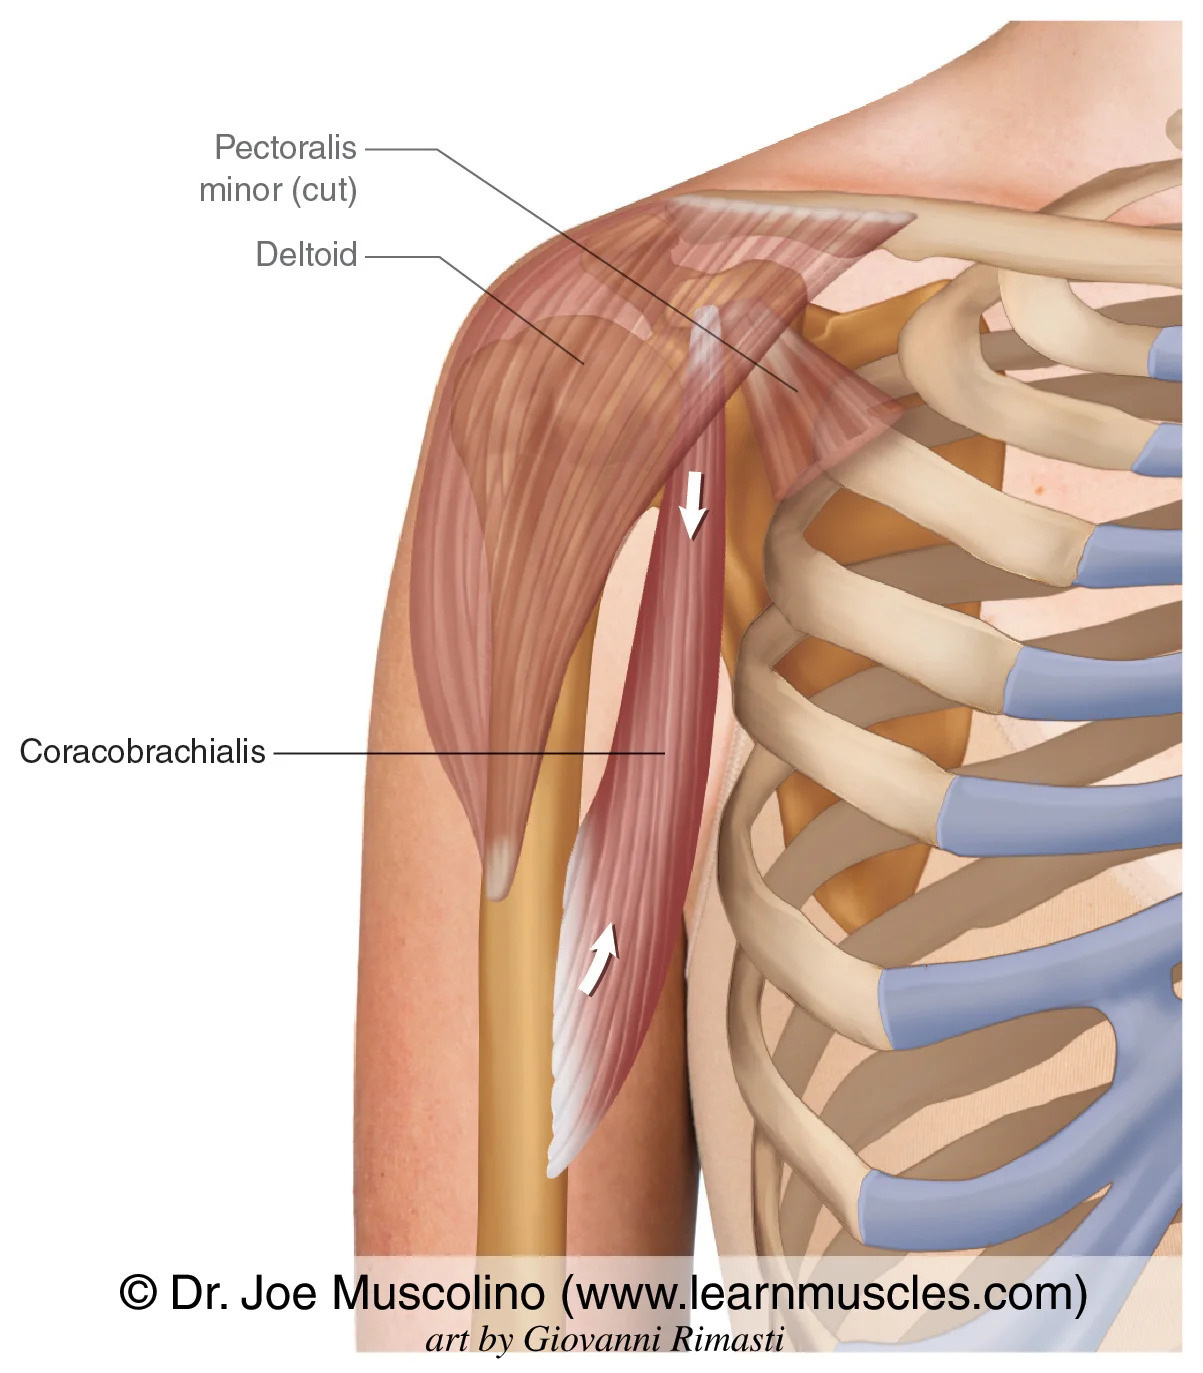 Pectoralis
minor (cut)
Deltoid
Coracobrachialis
© Dr. Joe Muscolino (www.learnmuscles.com)
art by Giovanni Rimasti